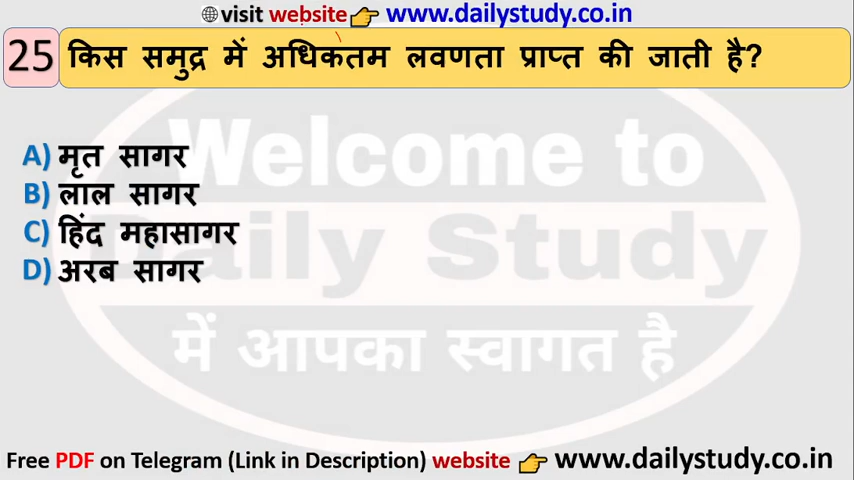 visit website www.dailystudy.co.in
25 किस समुद्र में अधिकतम लवणता प्राप्त की जाती है?
Welcome to
A) मृत सागर
B) लाल सागर
C) हिंद महासागर
Daily Study
D) अरब सागर
में आपका स्वागत है
Free PDF on Telegram (Link in Description) website www.dailystudy.co.in